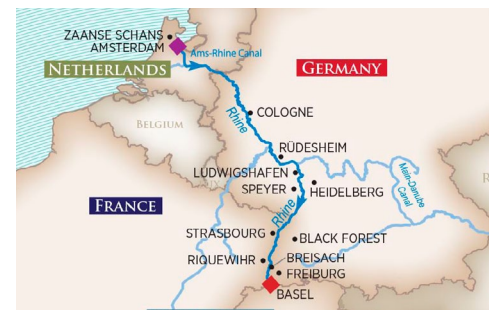 ZAANSE SCHANS
AMSTERDAM
Ams-Rhine Canal
NETHERLANDS
GERMANY
Rhine
COLOGNE
BELGIUM
RÜDESHEIM
LUDWIGSHAFEN
SPEYER
HEIDELBERG
Main-Danube
Canal
FRANCE
Rhine
STRASBOURG
BLACK FOREST
RIQUEWIHR
BREISACH
FREIBURG
BASEL